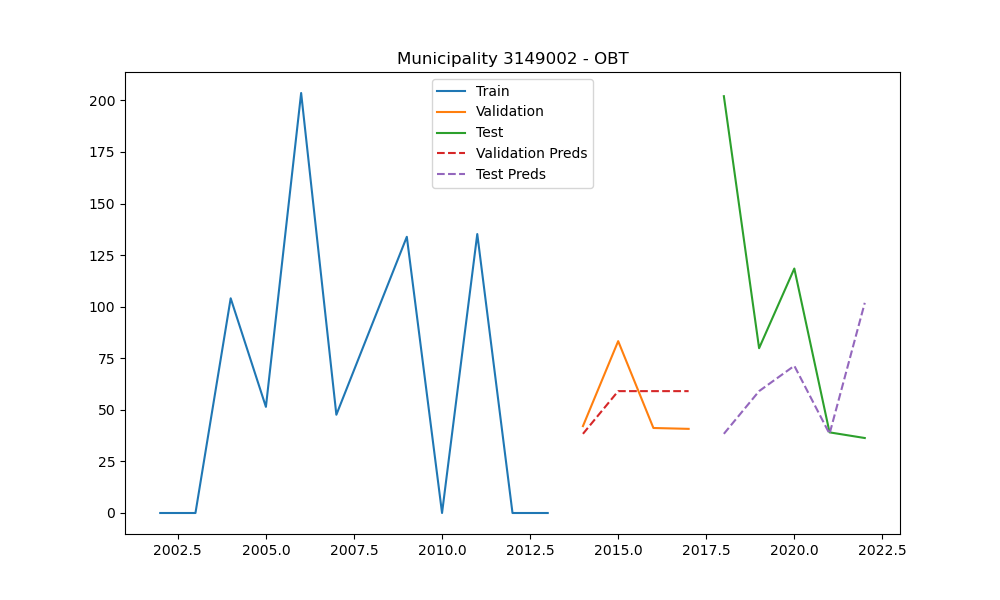 Municipality 3149002 - OBT
Train
Validation
Test
Validation Preds
Test Preds
200
175
150
125
100
75
50
25
0
2002.5 2005.0 2007.5 2010.0 2012.5 2015.0 2017.5 2020.0 2022.5